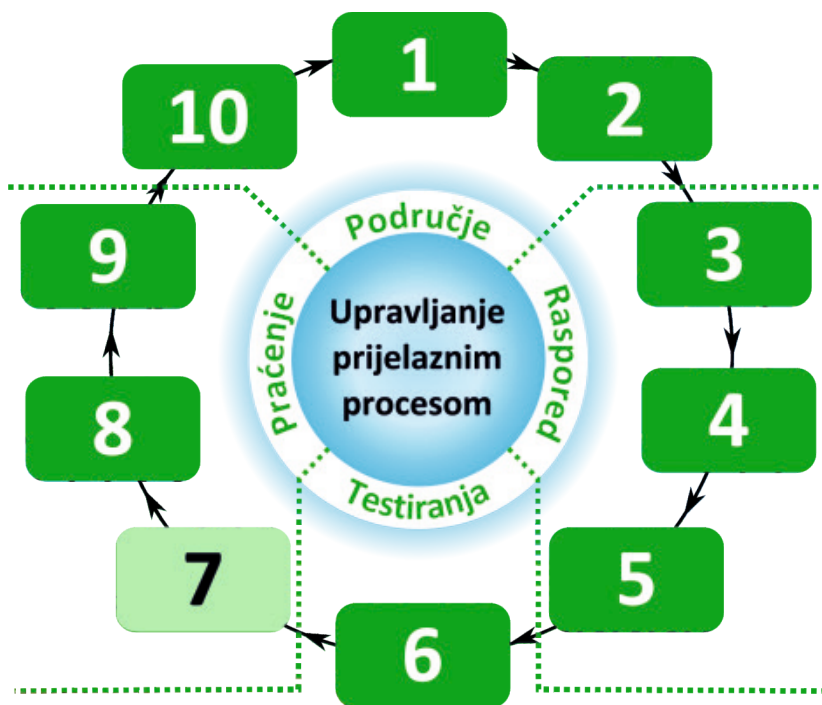 1
2
3
4
5
6
7
8
9
10
Područje
Raspored
Testiranja
Praćenje
Upravljanje
prijelaznim
procesom